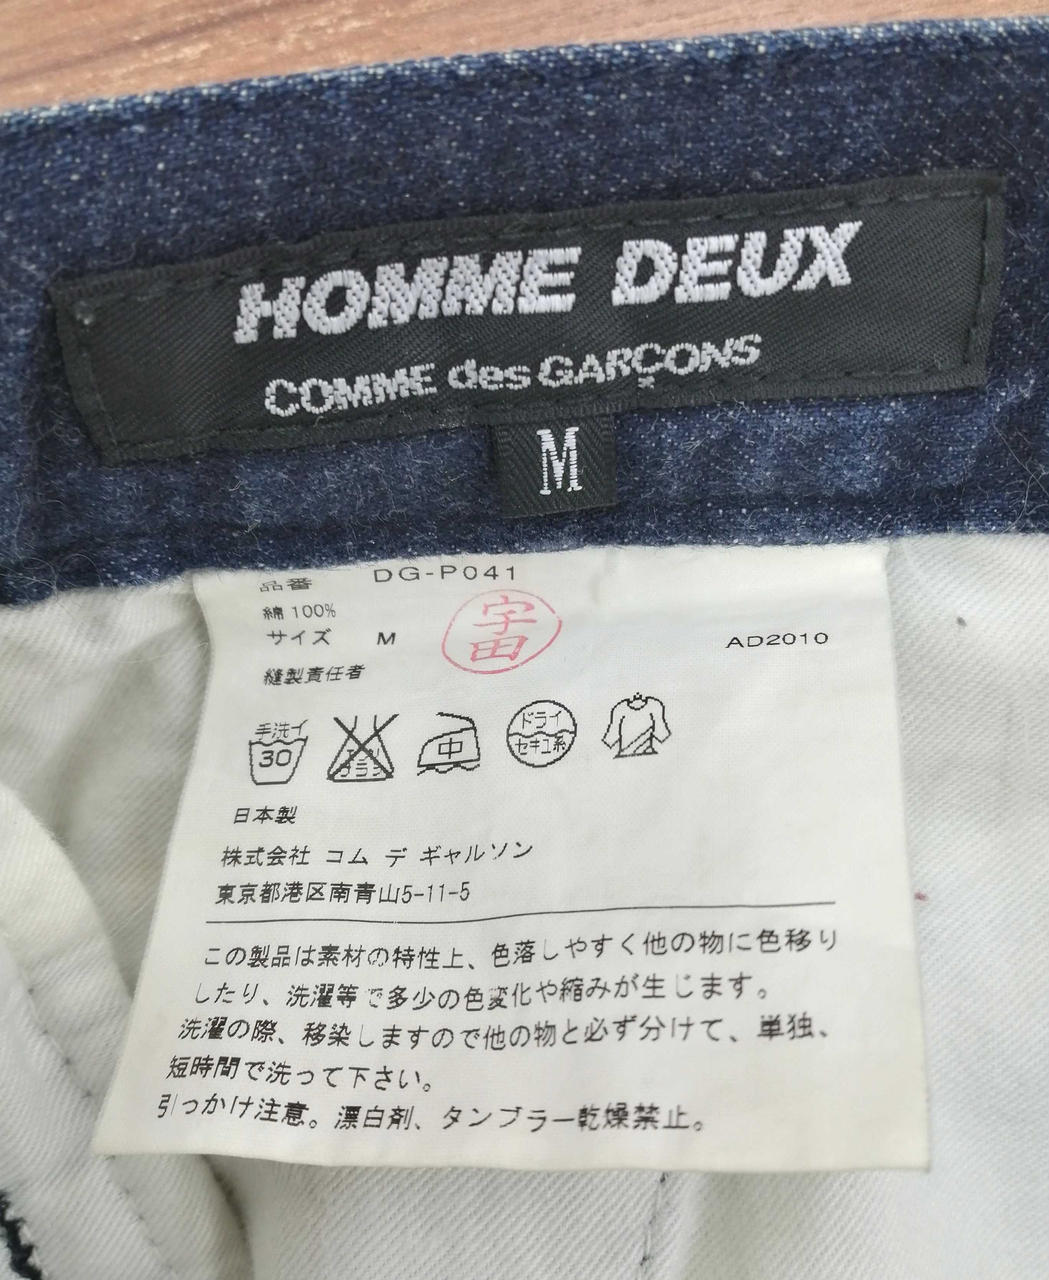 HOMME DEUX
COMME des GARÇONS
M
品番 DG-P041
綿 100%
サイズ M
宇田
AD2010
縫製責任者
手洗イ
30
エンソ
サラシ
中
ドライ
セキユ系
日本製
株式会社 コム デ ギャルソン
東京都港区南青山5-11-5
この製品は素材の特性上、色落しやすく他の物に色移り
したり、洗濯等で多少の色変化や縮みが生じます。
洗濯の際、移染しますので他の物と必ず分けて、単独、
短時間で洗って下さい。
引っかけ注意。漂白剤、タンブラー乾燥禁止。